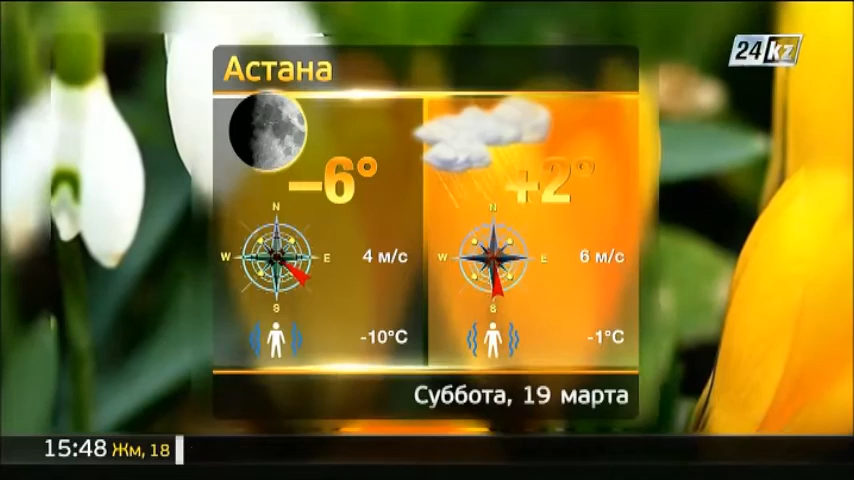 24kz
Астана
–6° +2°
N N
W E W E
4 м/с 6 м/с
S S
-10°C -1°C
Суббота, 19 марта
15:48 Жм, 18